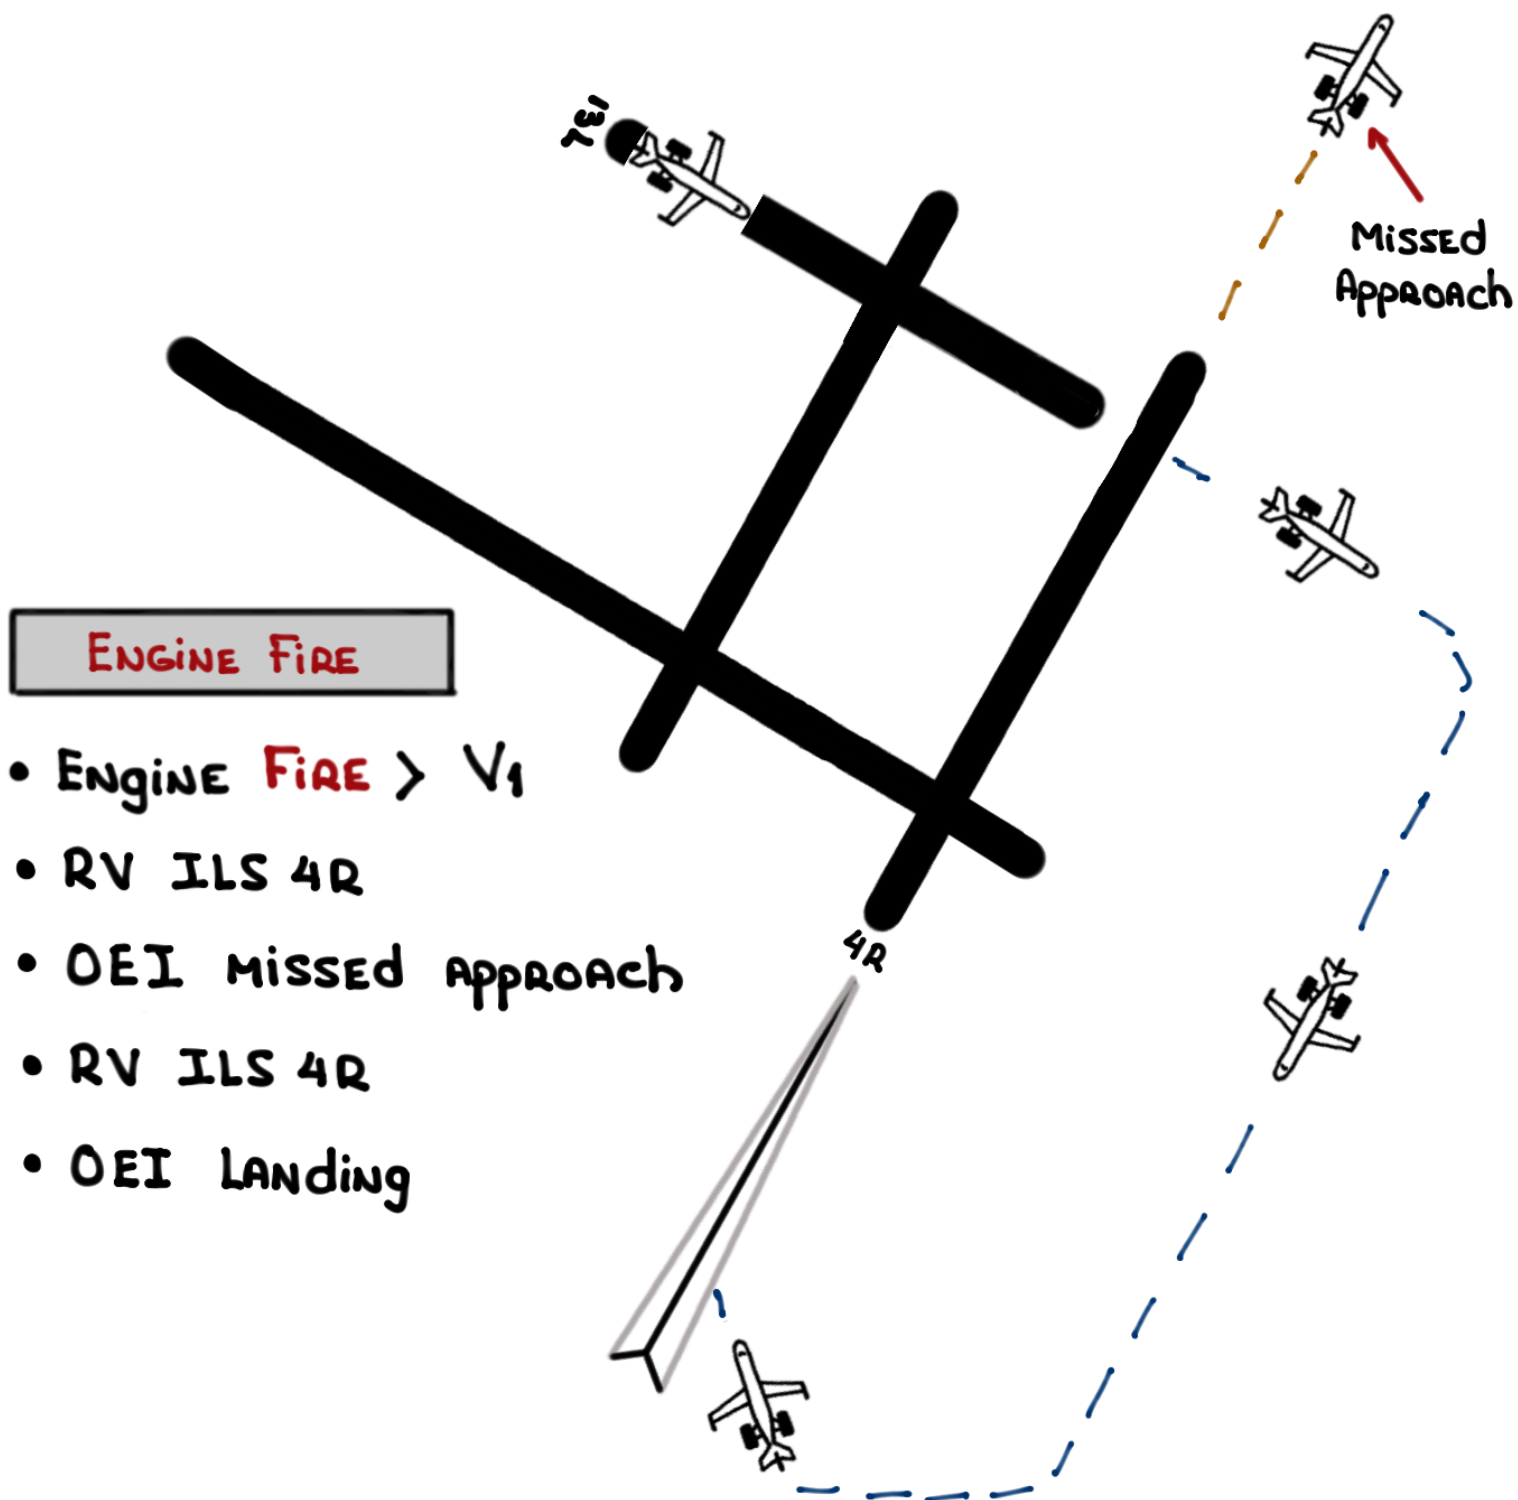 13L
Missed
Approach
ENGINE FIRE
• Engine FIRE > V1
• RV ILS 4R
• OEI Missed Approach
4R
• RV ILS 4R
• OEI Landing